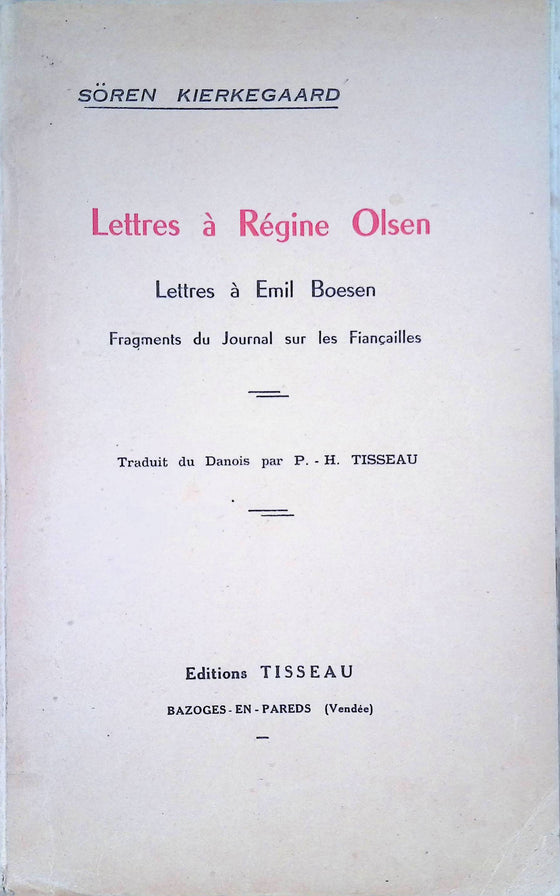 SÖREN KIERKEGAARD
Lettres à Régine Olsen
Lettres à Emil Boesen
Fragments du Journal sur les Fiançailles
Traduit du Danois par P. - H. TISSEAU
Editions TISSEAU
BAZOGES - EN - PAREDS (Vendée)